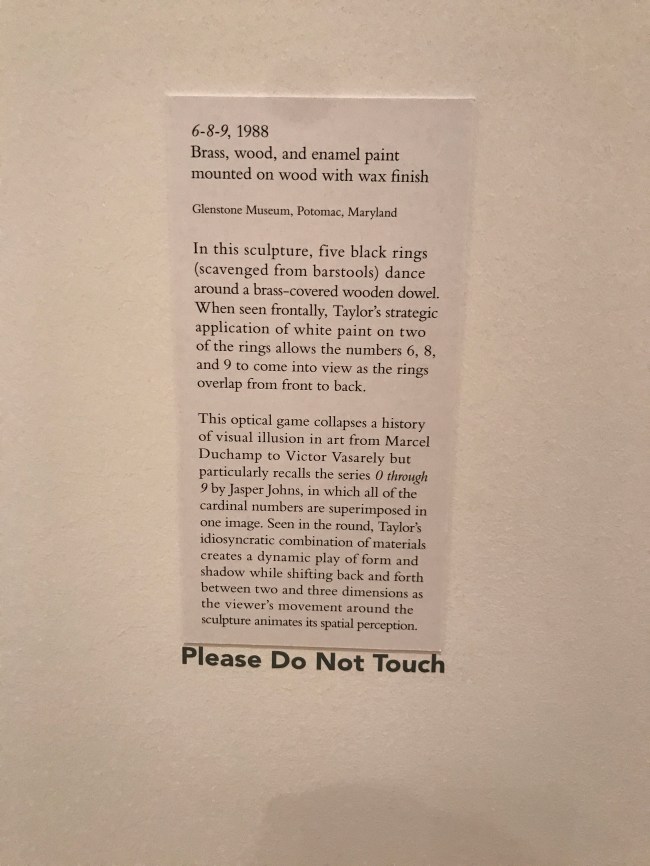 6-8-9, 1988
Brass, wood, and enamel paint
mounted on wood with wax finish
Glenstone Museum, Potomac, Maryland
In this sculpture, five black rings
(scavenged from barstools) dance
around a brass-covered wooden dowel.
When seen frontally, Taylor's strategic
application of white paint on two
of the rings allows the numbers 6, 8,
and 9 to come into view as the rings
overlap from front to back.
This optical game collapses a history
of visual illusion in art from Marcel
Duchamp to Victor Vasarely but
particularly recalls the series 0 through
9 by Jasper Johns, in which all of the
cardinal numbers are superimposed in
one image. Seen in the round, Taylor's
idiosyncratic combination of materials
creates a dynamic play of form and
shadow while shifting back and forth
between two and three dimensions as
the viewer's movement around the
sculpture animates its spatial perception.
Please Do Not Touch